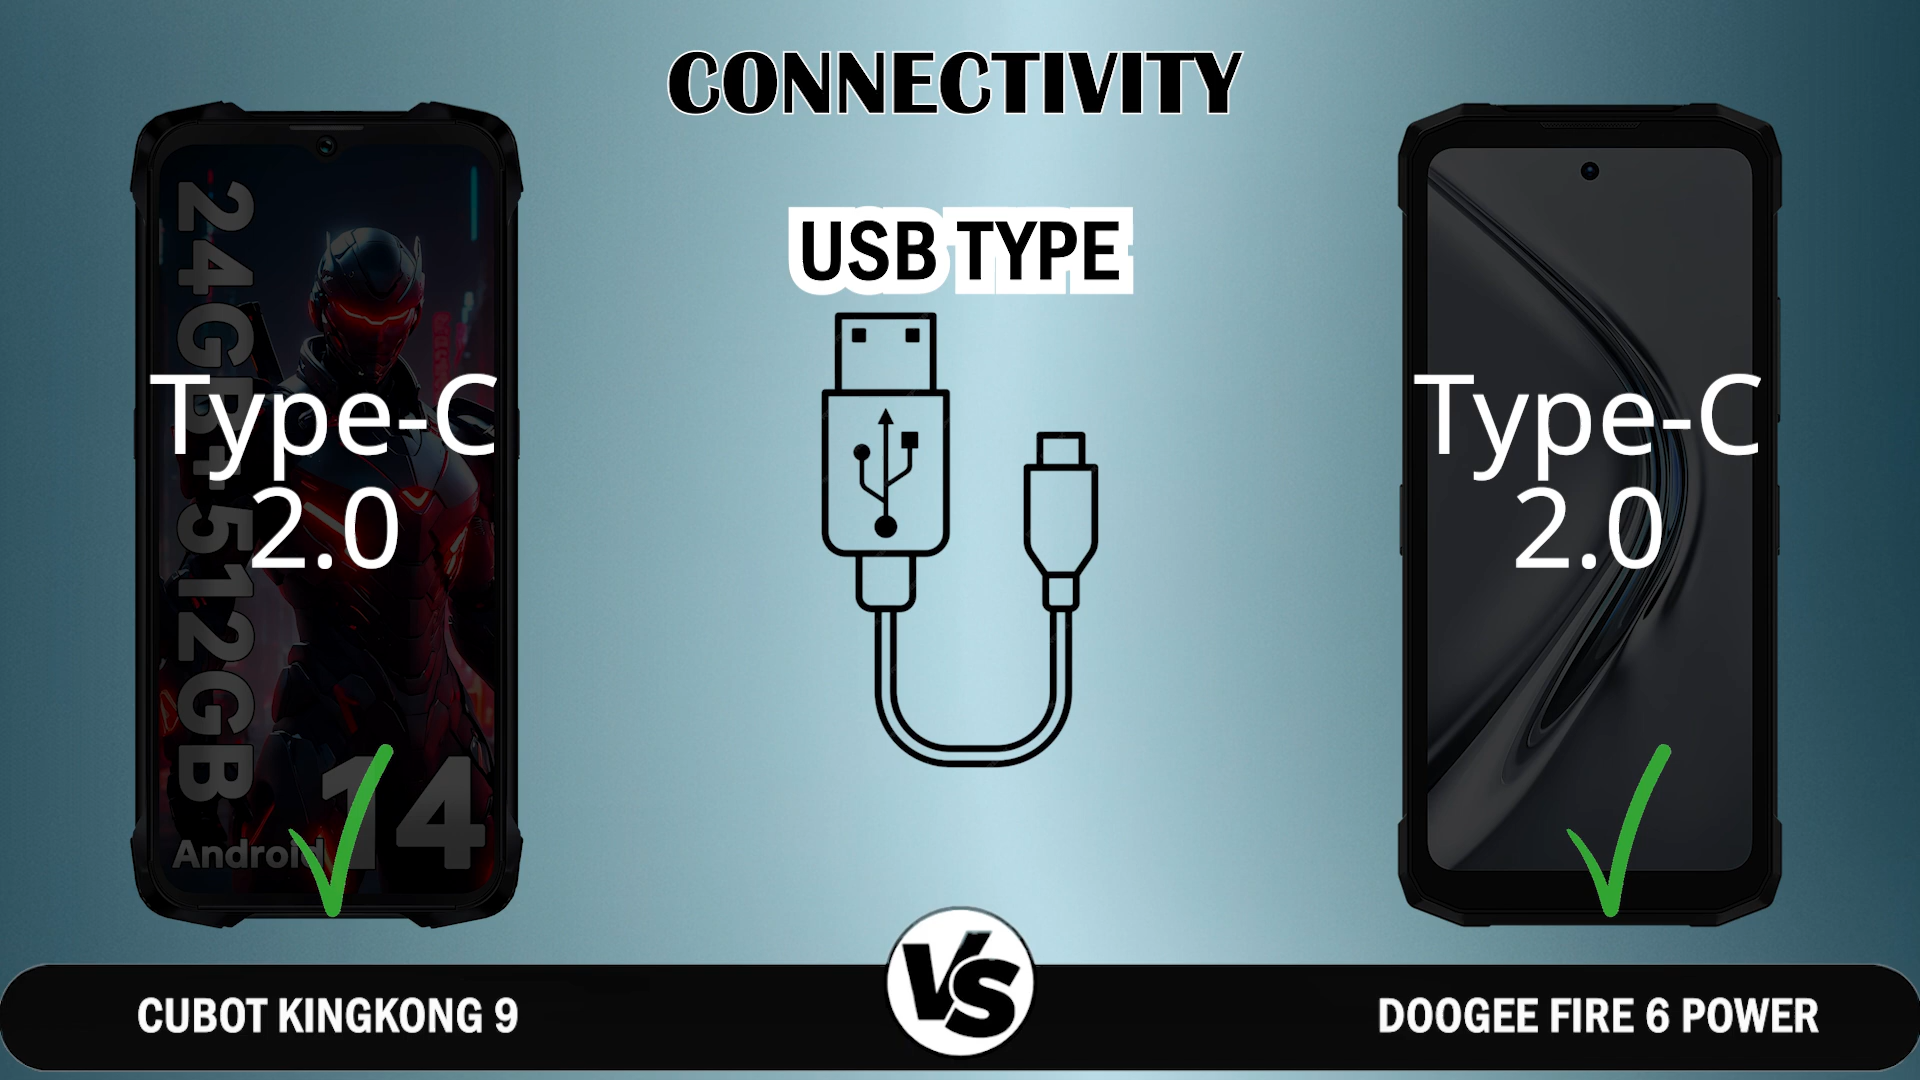 CONNECTIVITY
USB TYPE
24GB+512GB
Type-C
2.0
Android 14
Type-C
2.0
VS
CUBOT KINGKONG 9
DOOGEE FIRE 6 POWER